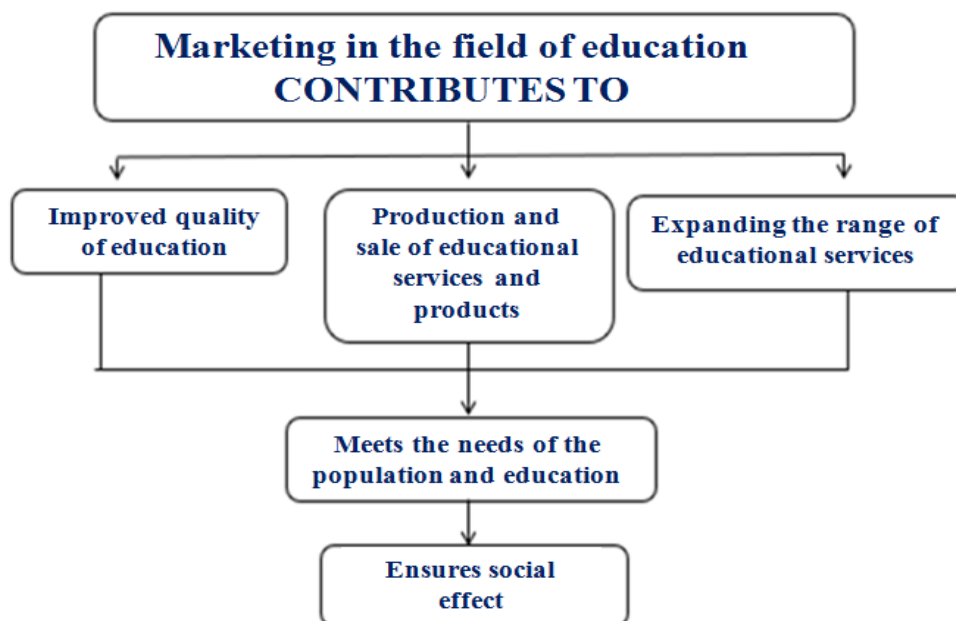 Marketing in the field of education
CONTRIBUTES TO
Improved quality
of education
Production and
sale of educational
services and
products
Expanding the range of
educational services
Meets the needs of the
population and education
Ensures social
effect